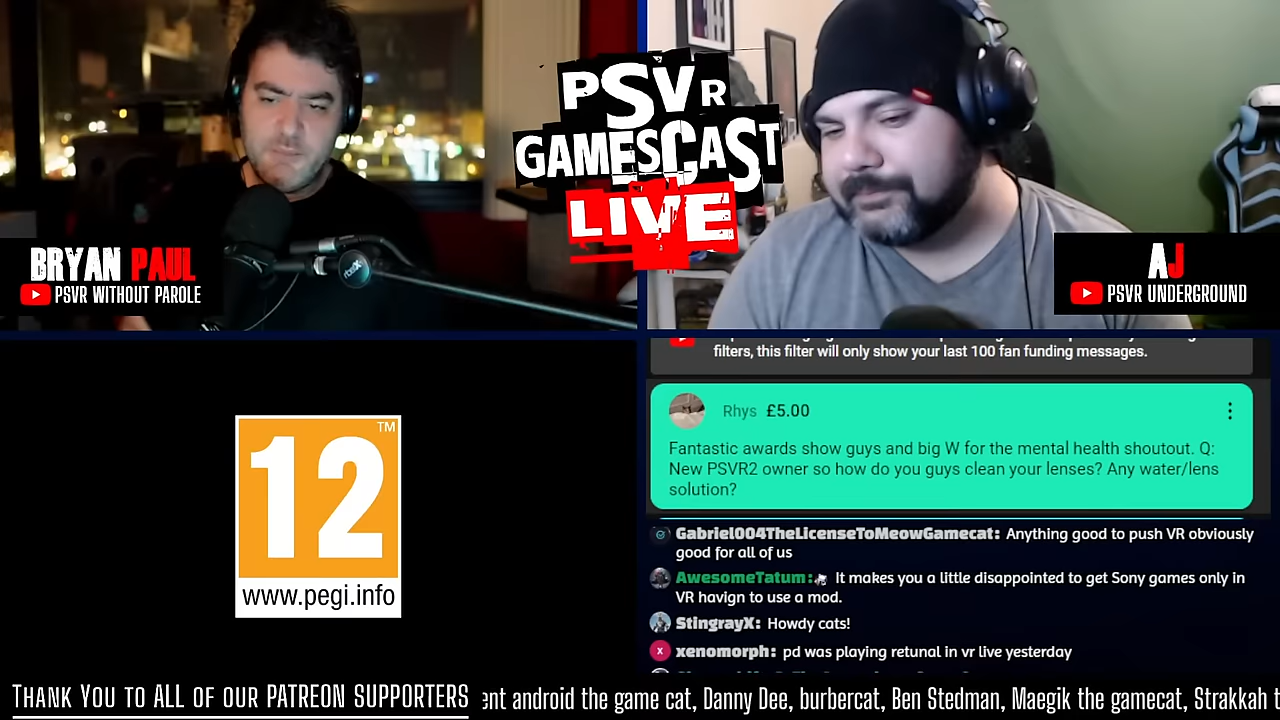 PSVR
GAMESCAST
LIVE
BRYAN PAUL
PSVR WITHOUT PAROLE
AJ
PSVR UNDERGROUND
12
TM
www.pegi.info
filters, this filter will only show your last 100 fan funding messages.
Rhys £5.00
Fantastic awards show guys and big W for the mental health shoutout. Q:
New PSVR2 owner so how do you guys clean your lenses? Any water/lens
solution?
Gabriel004TheLicenseToMeowGamecat: Anything good to push VR obviously
good for all of us
AwesomeTatum: It makes you a little disappointed to get Sony games only in
VR havign to use a mod.
StingrayX: Howdy cats!
x xenomorph: pd was playing retunal in vr live yesterday
THANK YOU TO ALL OF OUR PATREON SUPPORTERS
ent android the game cat, Danny Dee, burbercat, Ben Stedman, Maegik the gamecat, Strakkah t